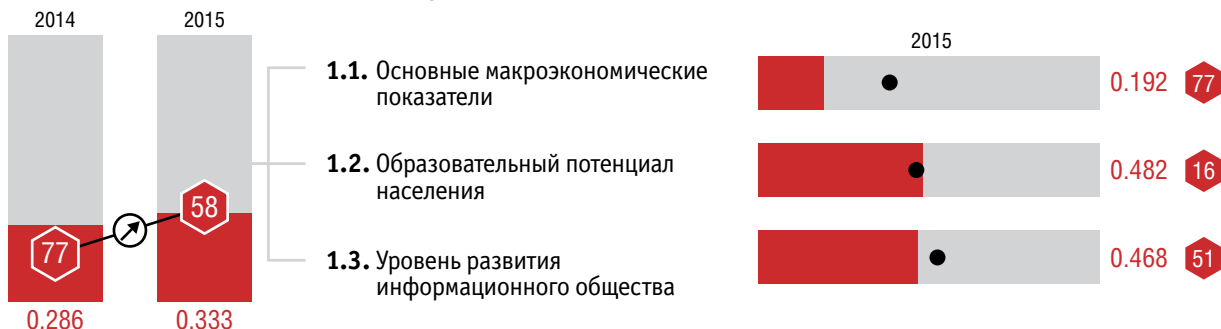 2014 2015
77
58
0.286 0.333
1.1. Основные макроэкономические
показатели
1.2. Образовательный потенциал
населения
1.3. Уровень развития
информационного общества
2015
0.192 77
0.482 16
0.468 51